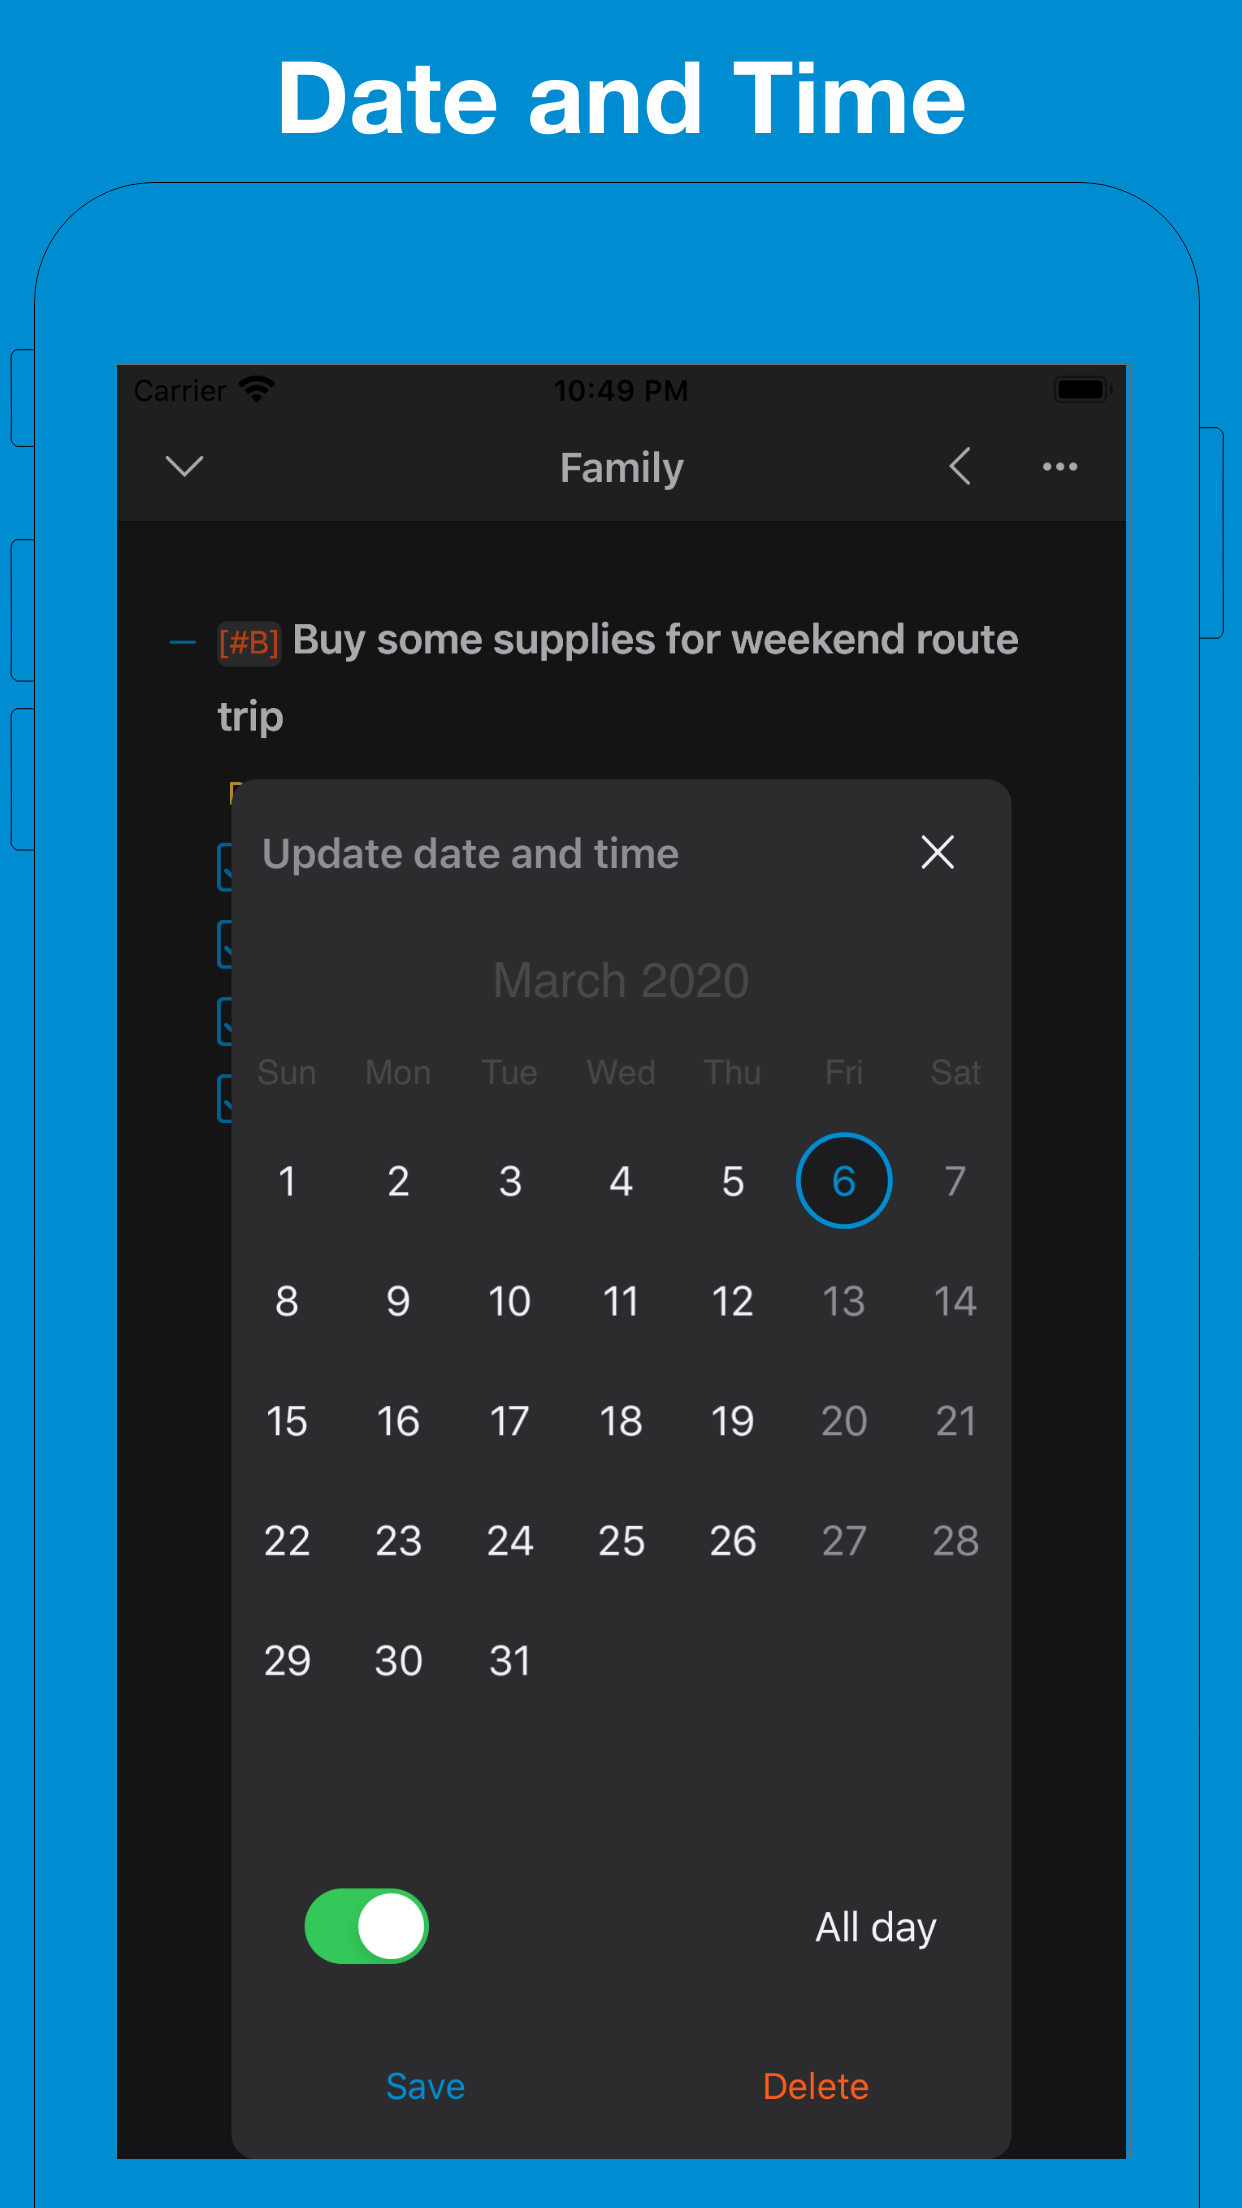 Date and Time
Carrier 10:49 PM
Family
[#B] Buy some supplies for weekend route
trip
Update date and time
March 2020
Sun Mon Tue Wed Thu Fri Sat
1 2 3 4 5 6 7
8 9 10 11 12 13 14
15 16 17 18 19 20 21
22 23 24 25 26 27 28
29 30 31
All day
Save Delete